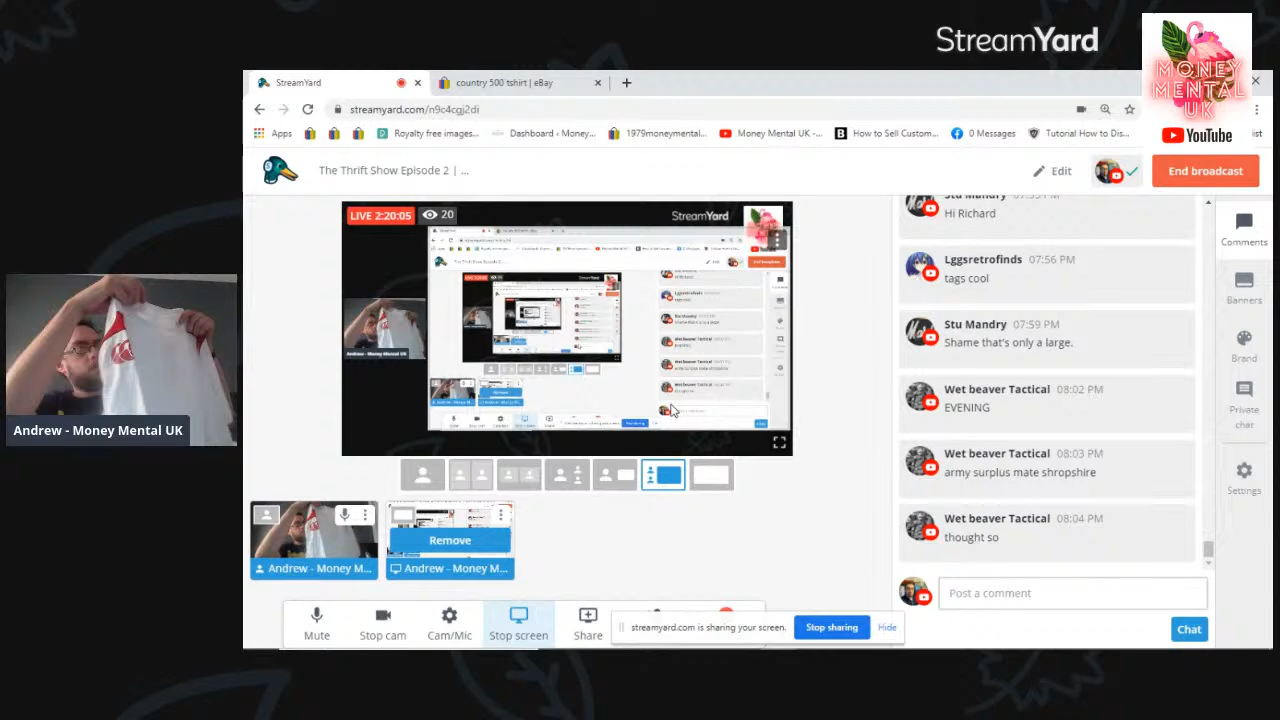 StreamYard
MONEY
MENTAL
UK
YouTube
StreamYard
country 500 tshirt | eBay
streamyard.com/n9c4cgj2di
Apps
Royalty free images...
Dashboard ‹ Money...
1979moneymental...
Money Mental UK -...
How to Sell Custom...
0 Messages
Tutorial How to Dis...
list
The Thrift Show Episode 2 | ...
Edit
End broadcast
LIVE 2:20:05
20
StreamYard
Andrew - Money Mental UK
Hi Richard
Lggsretrofinds 07:56 PM
tags cool
Stu Mandry 07:59 PM
Shame that's only a large.
Wet beaver Tactical 08:02 PM
EVENING
Wet beaver Tactical 08:03 PM
army surplus mate shropshire
Wet beaver Tactical 08:04 PM
thought so
Comments
Banners
Brand
Private
chat
Settings
Andrew - Money Mental UK
Remove
Andrew - Money M...
Andrew - Money M...
Mute
Stop cam
Cam/Mic
Stop screen
Share
streamyard.com is sharing your screen.
Stop sharing
Hide
Post a comment
Chat